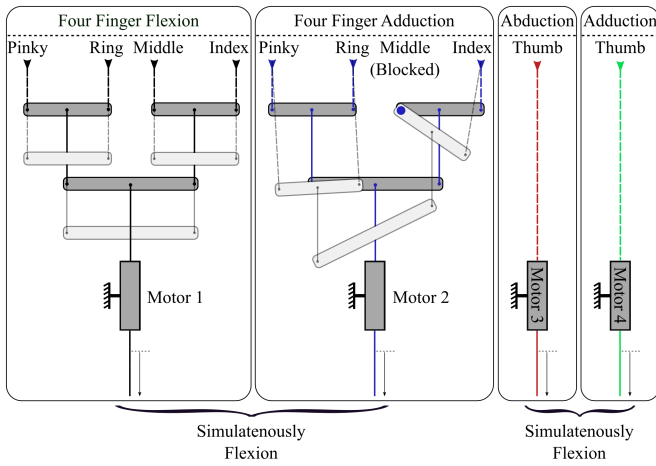 Four Finger Flexion
Pinky Ring Middle Index
Motor 1
Four Finger Adduction
Pinky Ring Middle Index
(Blocked)
Motor 2
Abduction
Thumb
Motor 3
Adduction
Thumb
Motor 4
Simulatenously
Flexion
Simulatenously
Flexion